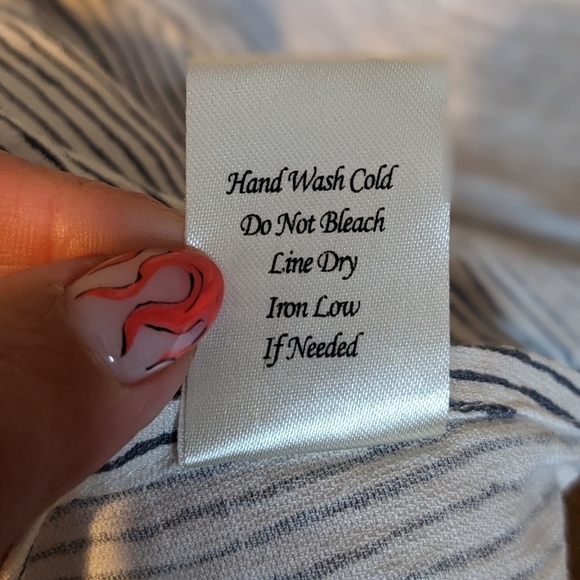 Hand Wash Cold
Do Not Bleach
Line Dry
Iron Low
If Needed